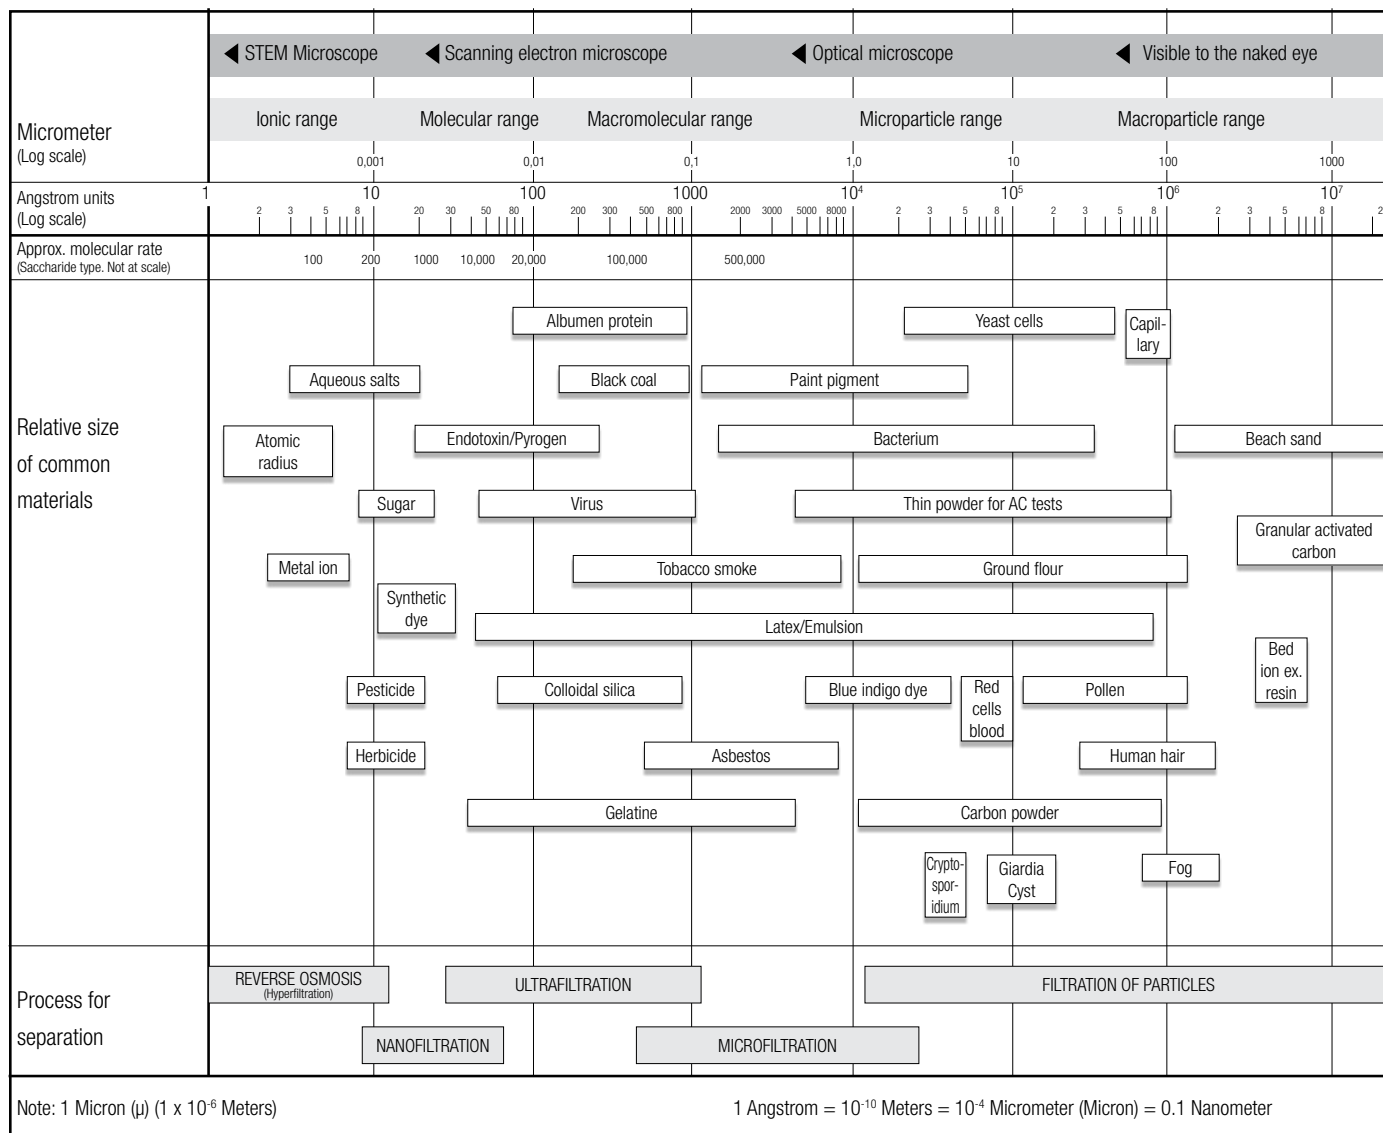 ◀ STEM Microscope ◀ Scanning electron microscope ◀ Optical microscope ◀ Visible to the naked eye
Ionic range Molecular range Macromolecular range Microparticle range Macroparticle range
Micrometer
(Log scale)
0,001 0,01 0,1 1,0 10 100 1000
Angstrom units
(Log scale)
1 10 100 1000 10⁴ 10⁵ 10⁶ 10⁷
2 3 5 8 20 30 50 80 200 300 500 800 2000 3000 5000 8000 2 3 5 8 2 3 5 8 2 3 5 8 2
Approx. molecular rate
(Saccharide type. Not at scale)
100 200 1000 10,000 20,000 100,000 500,000
Relative size
of common
materials
Albumen protein
Yeast cells
Capil-
lary
Aqueous salts
Black coal
Paint pigment
Atomic
radius
Endotoxin/Pyrogen
Bacterium
Beach sand
Sugar
Virus
Thin powder for AC tests
Granular activated
carbon
Metal ion
Tobacco smoke
Ground flour
Synthetic
dye
Latex/Emulsion
Bed
ion ex.
resin
Pesticide
Colloidal silica
Blue indigo dye
Red
cells
blood
Pollen
Herbicide
Asbestos
Human hair
Gelatine
Carbon powder
Crypto-
spor-
idium
Giardia
Cyst
Fog
Process for
separation
REVERSE OSMOSIS
(Hyperfiltration)
ULTRAFILTRATION
FILTRATION OF PARTICLES
NANOFILTRATION
MICROFILTRATION
Note: 1 Micron (µ) (1 x 10⁻⁶ Meters)
1 Angstrom = 10⁻¹⁰ Meters = 10⁻⁴ Micrometer (Micron) = 0.1 Nanometer